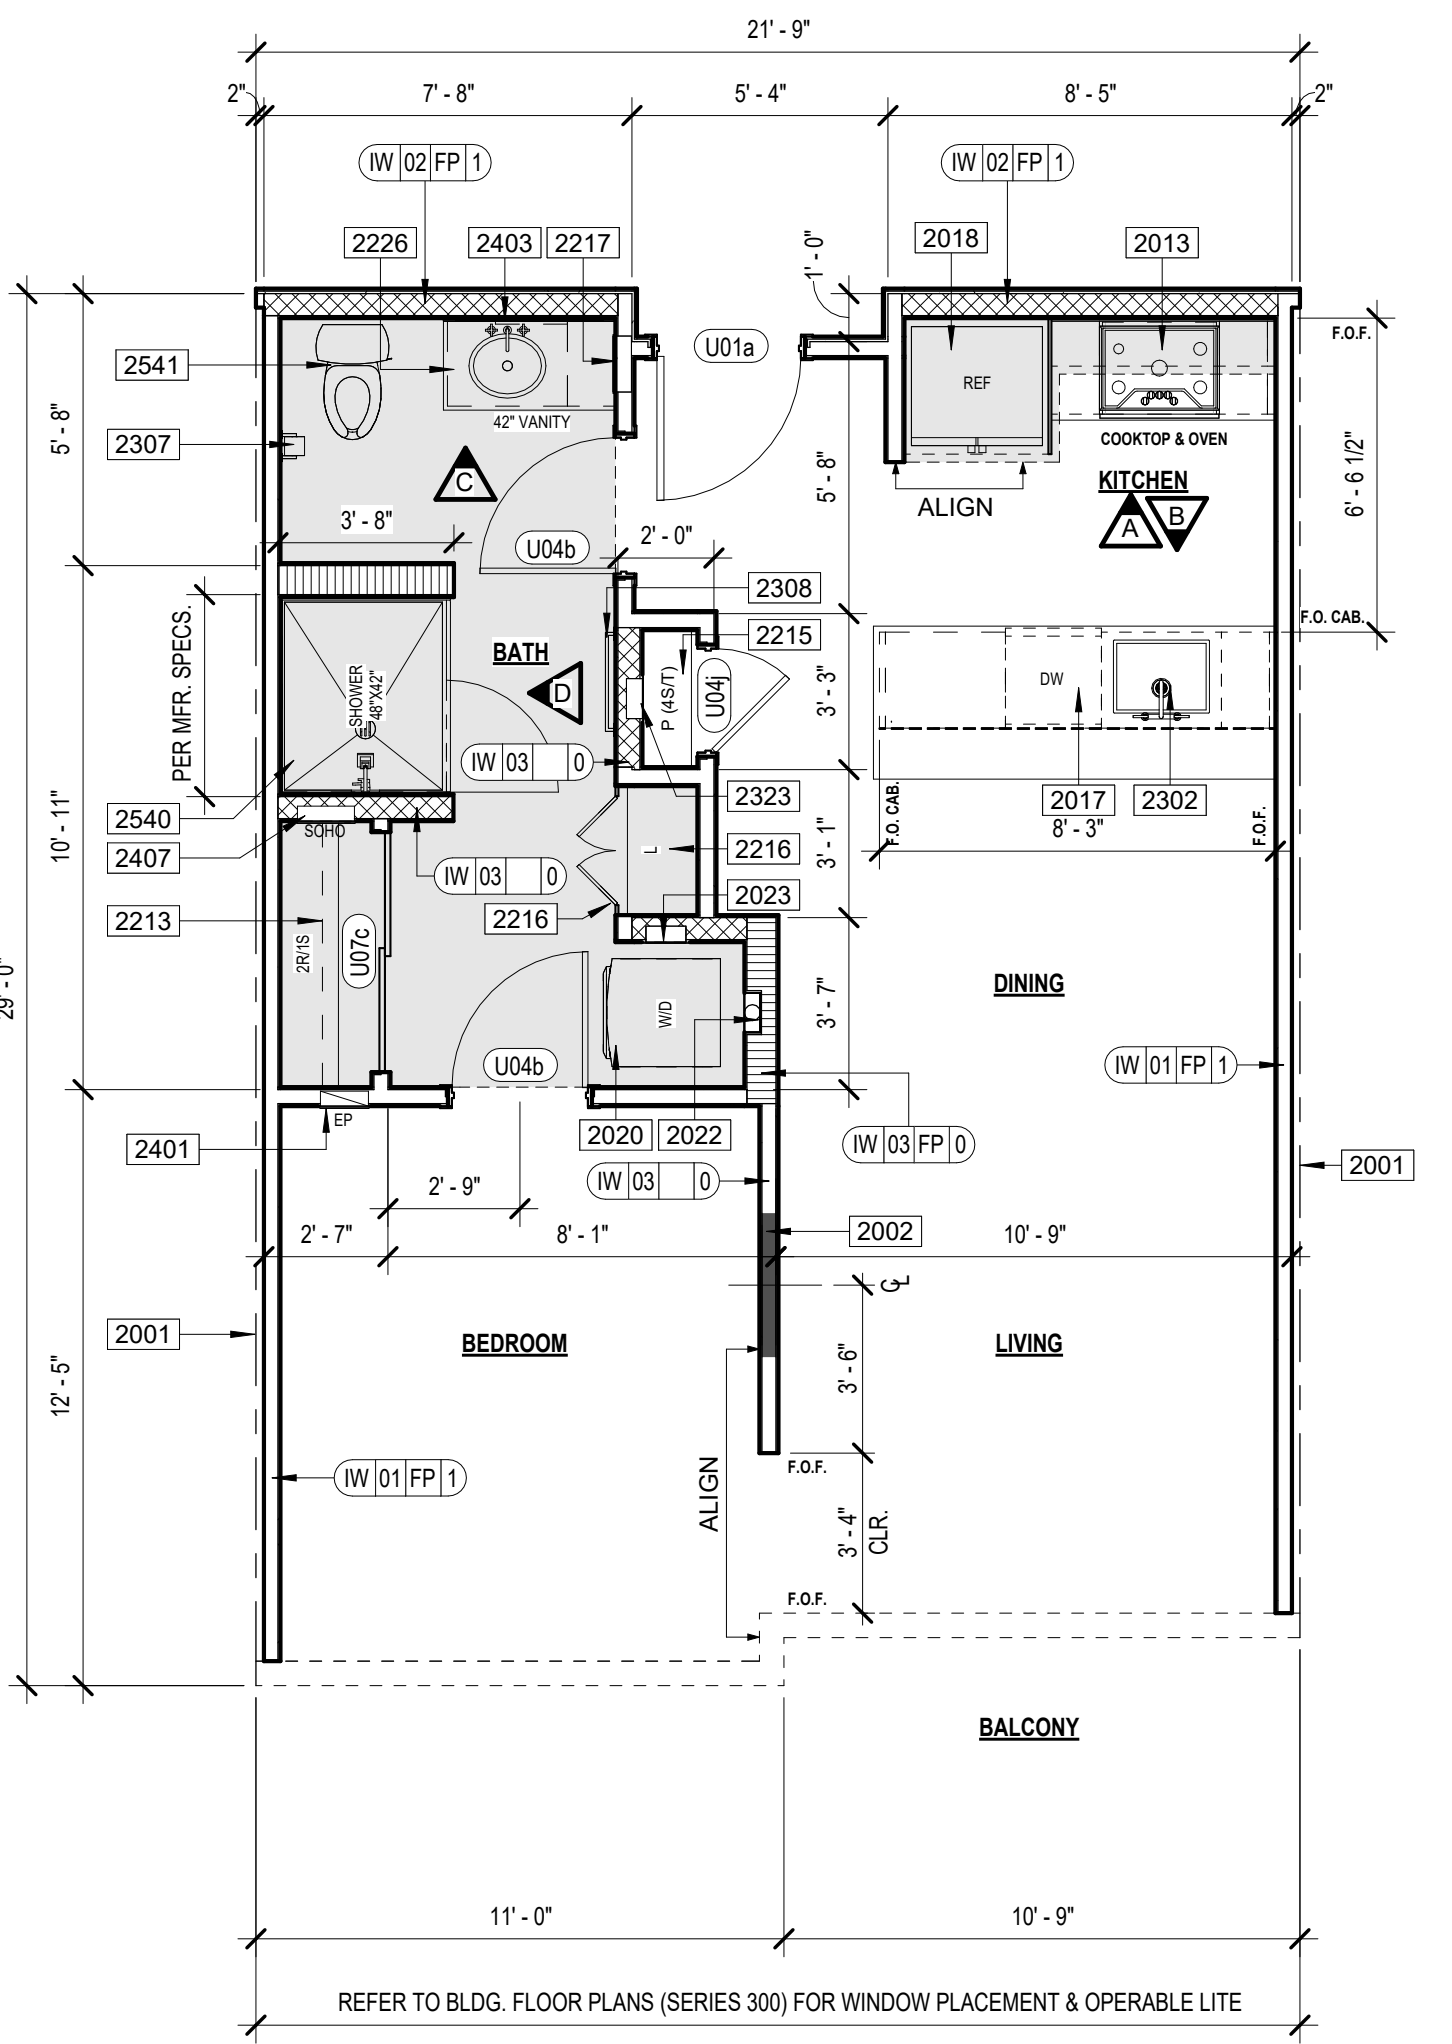 21' - 9"
2"
7' - 8"
5' - 4"
8' - 5"
2"
IW 02 FP 1
IW 02 FP 1
2226
2403
2217
1' - 0"
2018
2013
U01a
F.O.F.
2541
REF
42" VANITY
COOKTOP & OVEN
5' - 8"
2307
C
5' - 8"
KITCHEN
6' - 6 1/2"
ALIGN
A
B
3' - 8"
U04b
2' - 0"
2308
PER MFR. SPECS.
F.O. CAB.
2215
BATH
SHOWER
48"X42"
D
P (4S/T)
U04j
3' - 3"
DW
IW 03 0
2323
F.O. CAB.
2017
2302
F.O.F.
8' - 3"
2540
SOHO
10' - 11"
2407
L
2216
3' - 1"
IW 03 0
2023
2213
2216
2R/1S
U07c
29' - 0"
DINING
W/D
3' - 7"
U04b
IW 01 FP 1
EP
2401
2020
2022
IW 03 FP 0
2001
IW 03 0
2' - 9"
2' - 7"
8' - 1"
2002
10' - 9"
CL
2001
BEDROOM
LIVING
12' - 5"
3' - 6"
IW 01 FP 1
ALIGN
F.O.F.
3' - 4"
CLR.
F.O.F.
BALCONY
11' - 0"
10' - 9"
REFER TO BLDG. FLOOR PLANS (SERIES 300) FOR WINDOW PLACEMENT & OPERABLE LITE